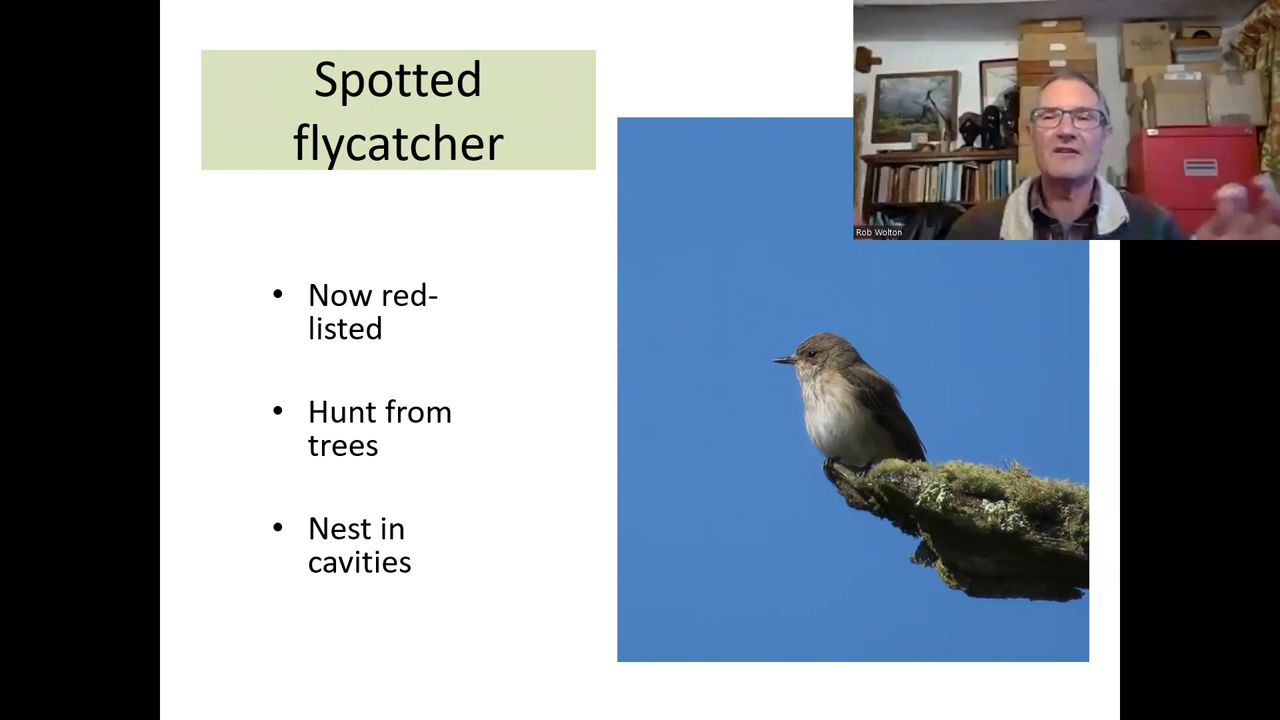 Spotted
flycatcher
Rob Wolton
• Now red-
listed
• Hunt from
trees
• Nest in
cavities